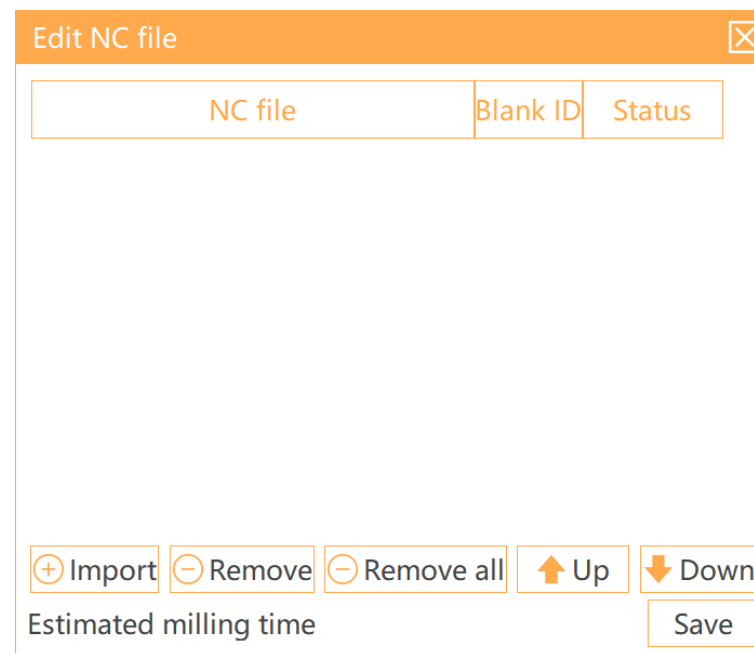 Edit NC file
NC file Blank ID Status
Import Remove Remove all Up Down
Estimated milling time Save